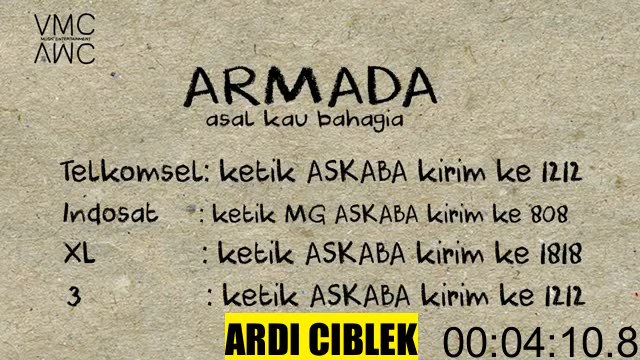 VMC
MUSIC ENTERTAINMENT
AWC
ARMADA
asal kau bahagia
Telkomsel: ketik ASKABA kirim ke 1212
Indosat : ketik MG ASKABA kirim ke 808
XL : ketik ASKABA kirim ke 1818
3 : ketik ASKABA kirim ke 1212
ARDI CIBLEK
00:04:10.8